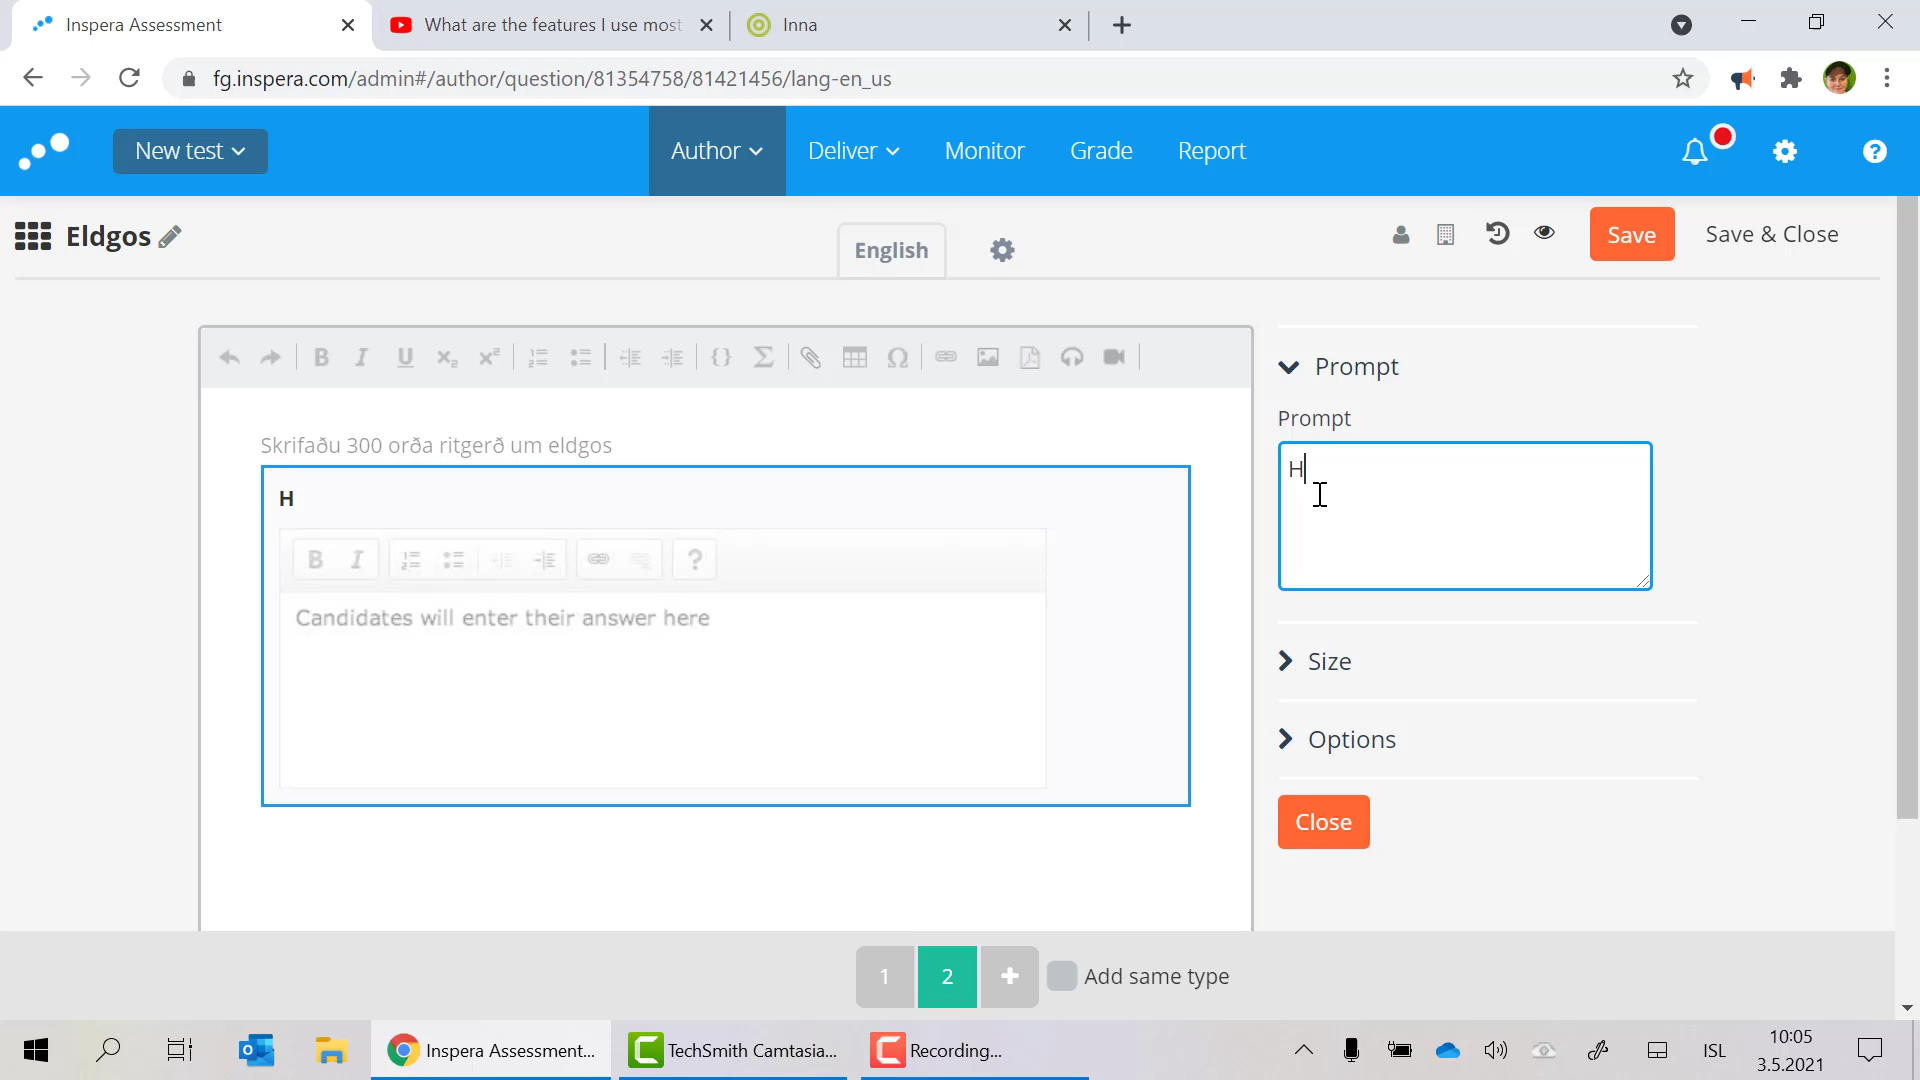 Inspera Assessment
What are the features I use most
Inna
fg.inspera.com/admin#/author/question/81354758/81421456/lang-en_us
New test
Author
Deliver
Monitor
Grade
Report
?
Eldgos
English
Save
Save & Close
B I U x₂ x² {} Σ Ω
Skrifaðu 300 orða ritgerð um eldgos
H
B I ?
Candidates will enter their answer here
Prompt
Prompt
H
Size
Options
Close
1 2 + Add same type
Inspera Assessment...
TechSmith Camtasia...
Recording...
ISL
10:05
3.5.2021